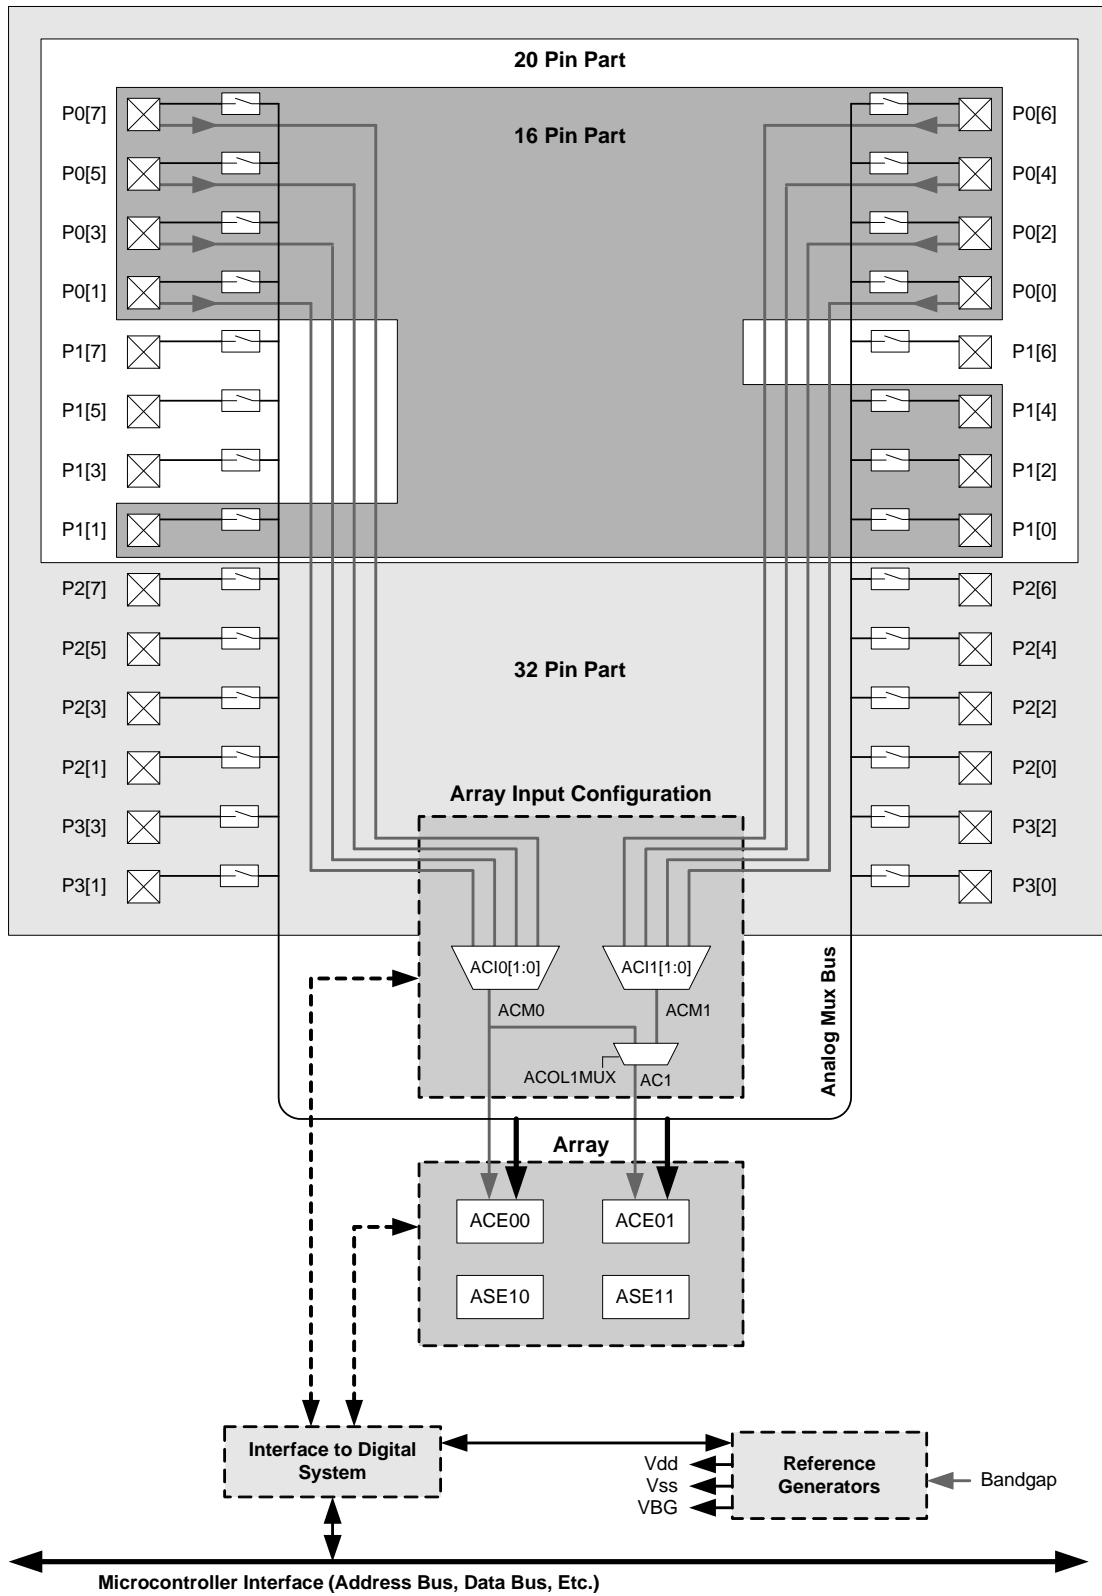 20 Pin Part
16 Pin Part
P0[7]
P0[6]
P0[5]
P0[4]
P0[3]
P0[2]
P0[1]
P0[0]
P1[7]
P1[6]
P1[5]
P1[4]
P1[3]
P1[2]
P1[1]
P1[0]
P2[7]
P2[6]
P2[5]
P2[4]
32 Pin Part
P2[3]
P2[2]
P2[1]
P2[0]
Array Input Configuration
P3[3]
P3[2]
P3[1]
P3[0]
ACI0[1:0]
ACI1[1:0]
Analog Mux Bus
ACM0
ACM1
ACOL1MUX
AC1
Array
ACE00
ACE01
ASE10
ASE11
Interface to Digital
System
Vdd
Vss
VBG
Reference
Generators
Bandgap
Microcontroller Interface (Address Bus, Data Bus, Etc.)